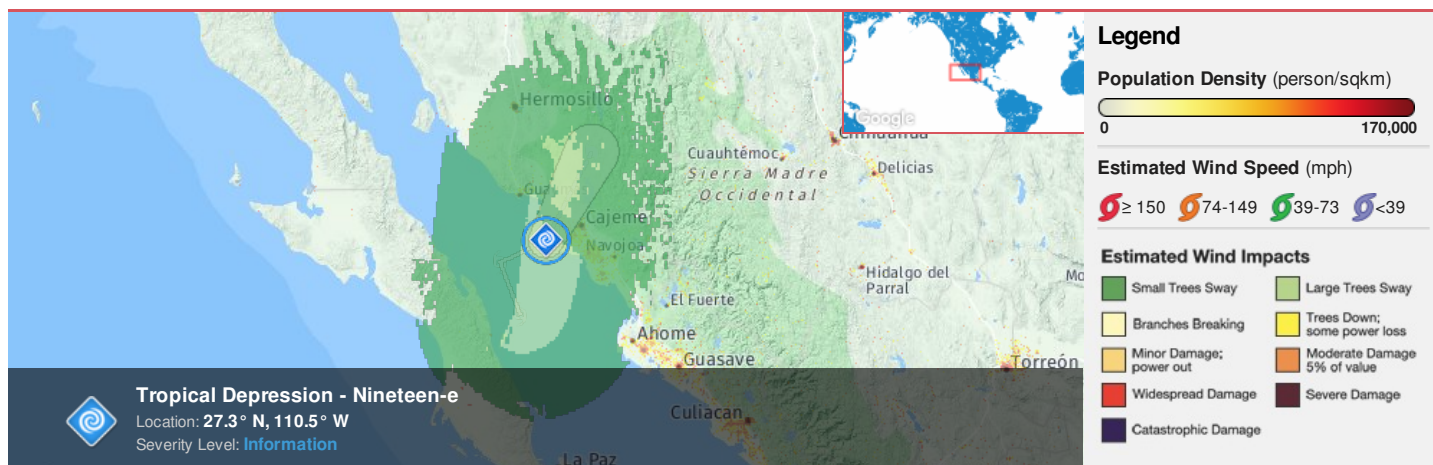 Hermosillo
Chihuahua
Google
Cuauhtémoc
Delicias
Sierra Madre
Occidental
Guaymas
Cajeme
Navojoa
Hidalgo del
Parral
Mo
El Fuerte
Ahome
Guasave
Torreón
Culiacan
La Paz
Tropical Depression - Nineteen-e
Location: 27.3° N, 110.5° W
Severity Level: Information
Legend
Population Density (person/sqkm)
0 170,000
Estimated Wind Speed (mph)
≥ 150 74-149 39-73 <39
Estimated Wind Impacts
Small Trees Sway
Large Trees Sway
Branches Breaking
Trees Down;
some power loss
Minor Damage;
power out
Moderate Damage
5% of value
Widespread Damage
Severe Damage
Catastrophic Damage